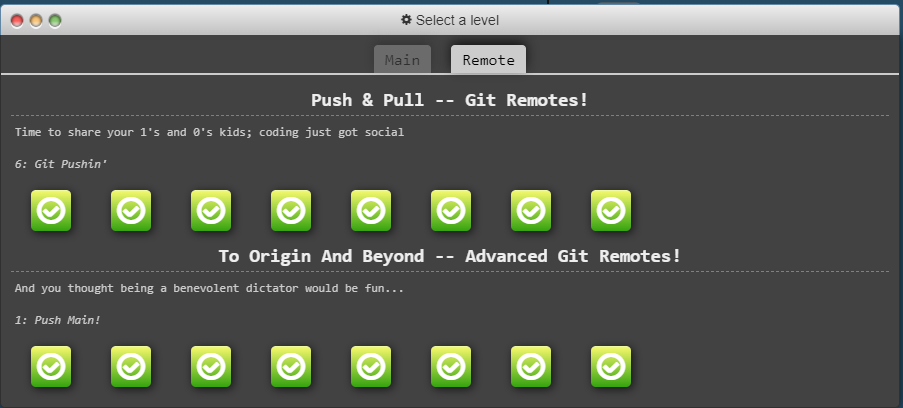 Select a level
Main
Remote
Push & Pull -- Git Remotes!
Time to share your 1's and 0's kids; coding just got social
6: Git Pushin'
To Origin And Beyond -- Advanced Git Remotes!
And you thought being a benevolent dictator would be fun...
1: Push Main!